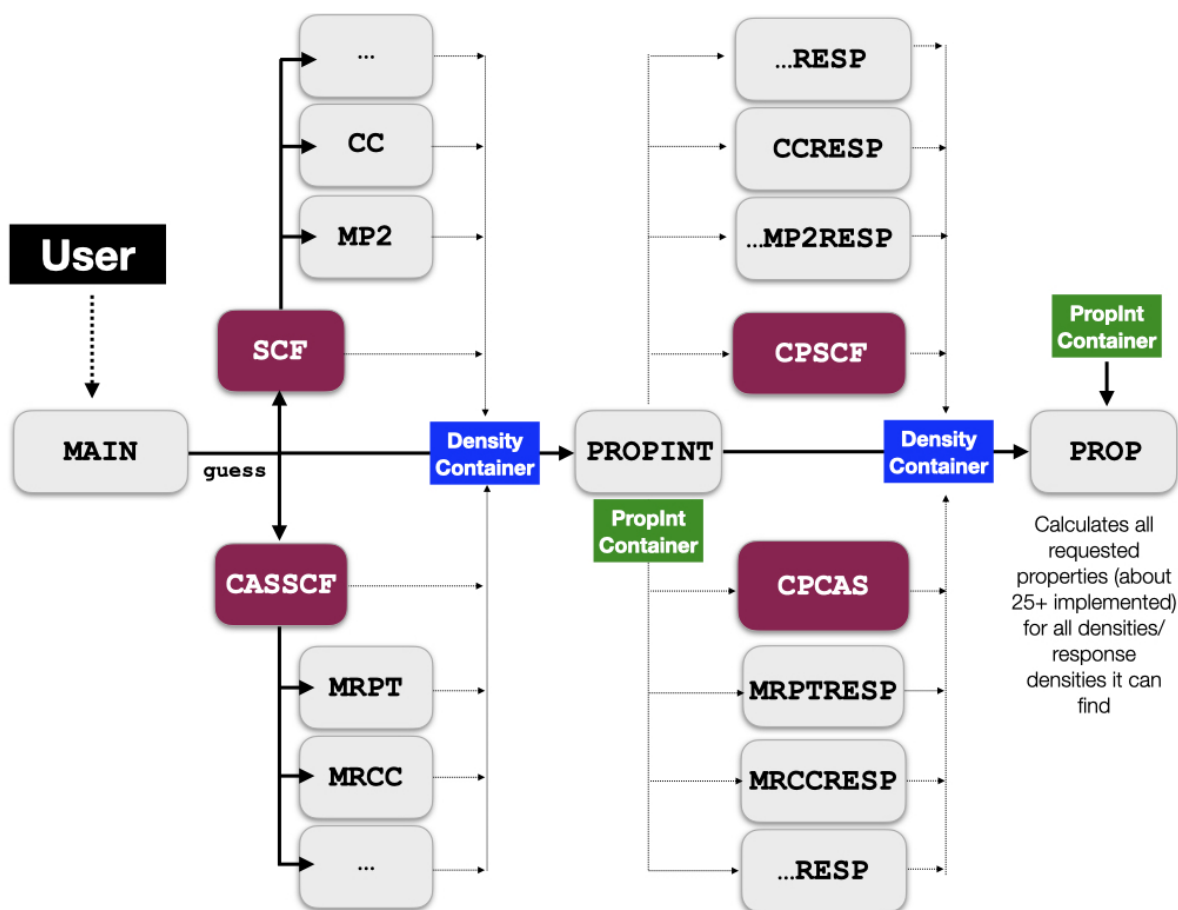 ...
...RESP
CC
CCRESP
MP2
...MP2RESP
User
SCF
CPSCF
PropInt
Container
MAIN
guess
Density
Container
PROPINT
Density
Container
PROP
PropInt
Container
CASSCF
CPCAS
Calculates all
requested
properties (about
25+ implemented)
for all densities/
response
densities it can
find
MRPT
MRPTRESP
MRCC
MRCCRESP
...
...RESP